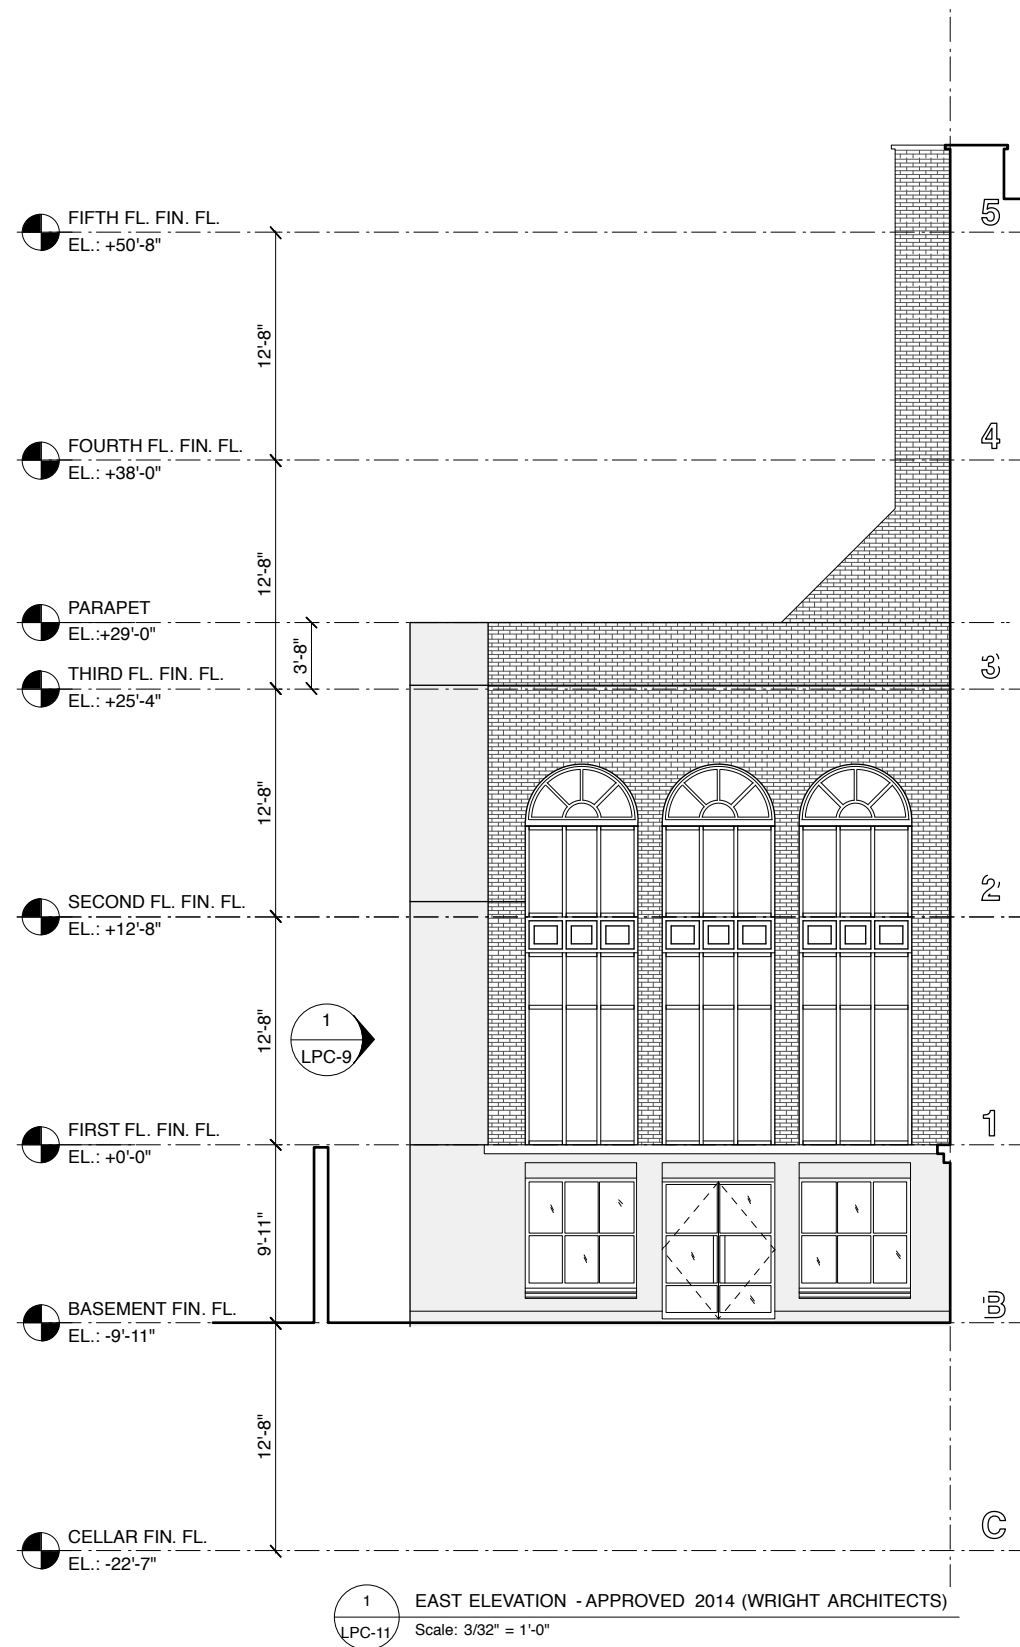 5
FIFTH FL. FIN. FL.
EL.: +50'-8"
12'-8"
4
FOURTH FL. FIN. FL.
EL.: +38'-0"
12'-8"
PARAPET
EL.:+29'-0"
3'-8"
3
THIRD FL. FIN. FL.
EL.: +25'-4"
12'-8"
2
SECOND FL. FIN. FL.
EL.: +12'-8"
12'-8"
1
LPC-9
1
FIRST FL. FIN. FL.
EL.: +0'-0"
9'-11"
B
BASEMENT FIN. FL.
EL.: -9'-11"
12'-8"
C
CELLAR FIN. FL.
EL.: -22'-7"
1
LPC-11
EAST ELEVATION - APPROVED 2014 (WRIGHT ARCHITECTS)
Scale: 3/32" = 1'-0"